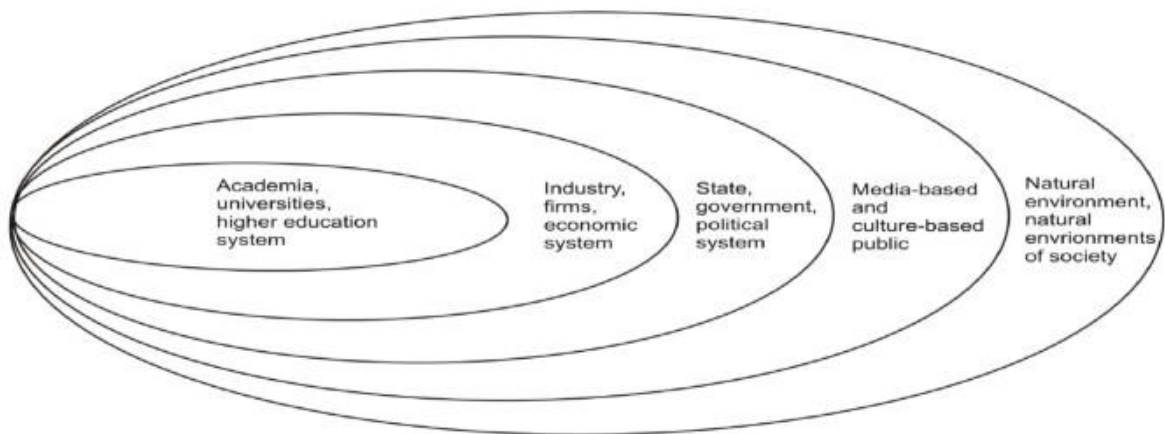 Academia,
universities,
higher education
system
Industry,
firms,
economic
system
State,
government,
political
system
Media-based
and
culture-based
public
Natural
environment,
natural
envrionments
of society